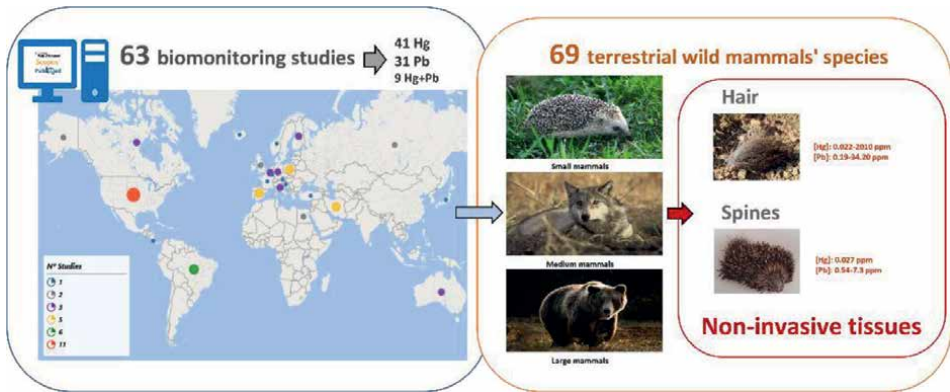 63 biomonitoring studies
41 Hg
31 Pb
9 Hg+Pb
Nº Studies
1
2
3
5
6
11
69 terrestrial wild mammals' species
Small mammals
Medium mammals
Large mammals
Hair
[Hg]: 0.022-2010 ppm
[Pb]: 0.19-34.20 ppm
Spines
[Hg]: 0.027 ppm
[Pb]: 0.54-7.3 ppm
Non-invasive tissues